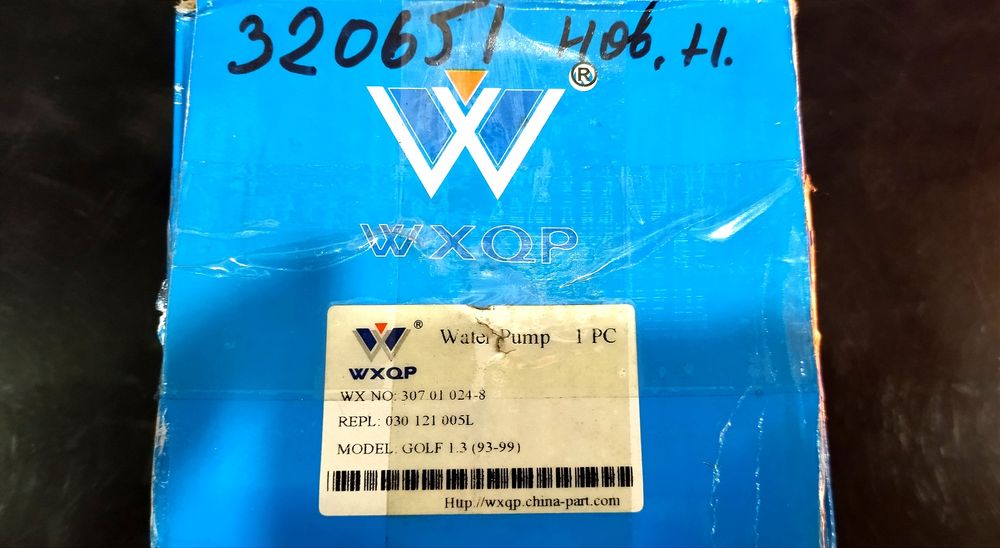 320651 нов. н.
®
WXQP
®
Water Pump 1 PC
WXQP
WX NO: 307 01 024-8
REPL: 030 121 005L
MODEL: GOLF 1.3 (93-99)
Http://wxqp.china-part.com